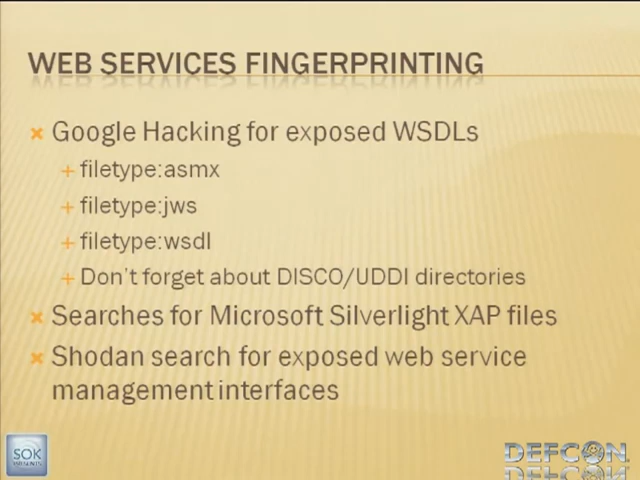 WEB SERVICES FINGERPRINTING
Google Hacking for exposed WSDLs
filetype:asmx
filetype:jws
filetype:wsdl
Don't forget about DISCO/UDDI directories
Searches for Microsoft Silverlight XAP files
Shodan search for exposed web service
management interfaces
SOK
DEFCON